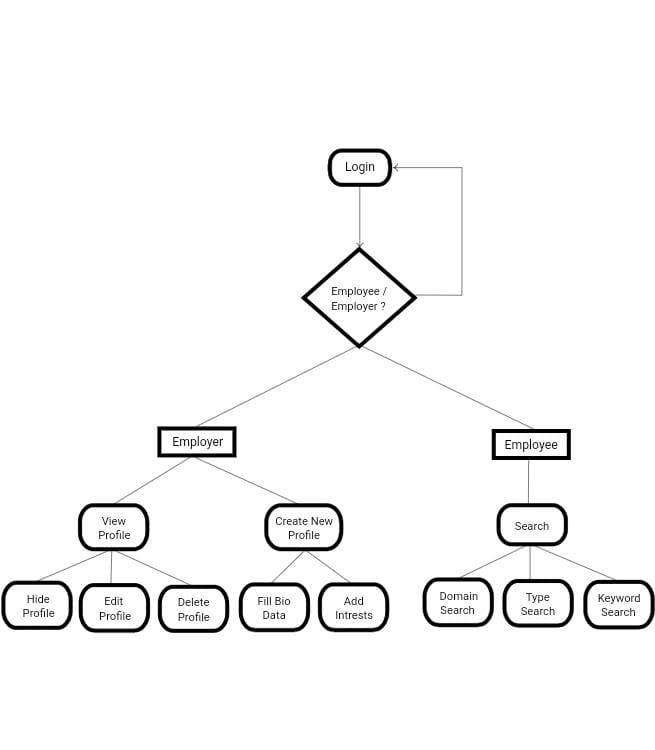 Login
Employee /
Employer ?
Employer
Employee
View
Profile
Create New
Profile
Search
Hide
Profile
Edit
Profile
Delete
Profile
Fill Bio
Data
Add
Intrests
Domain
Search
Type
Search
Keyword
Search